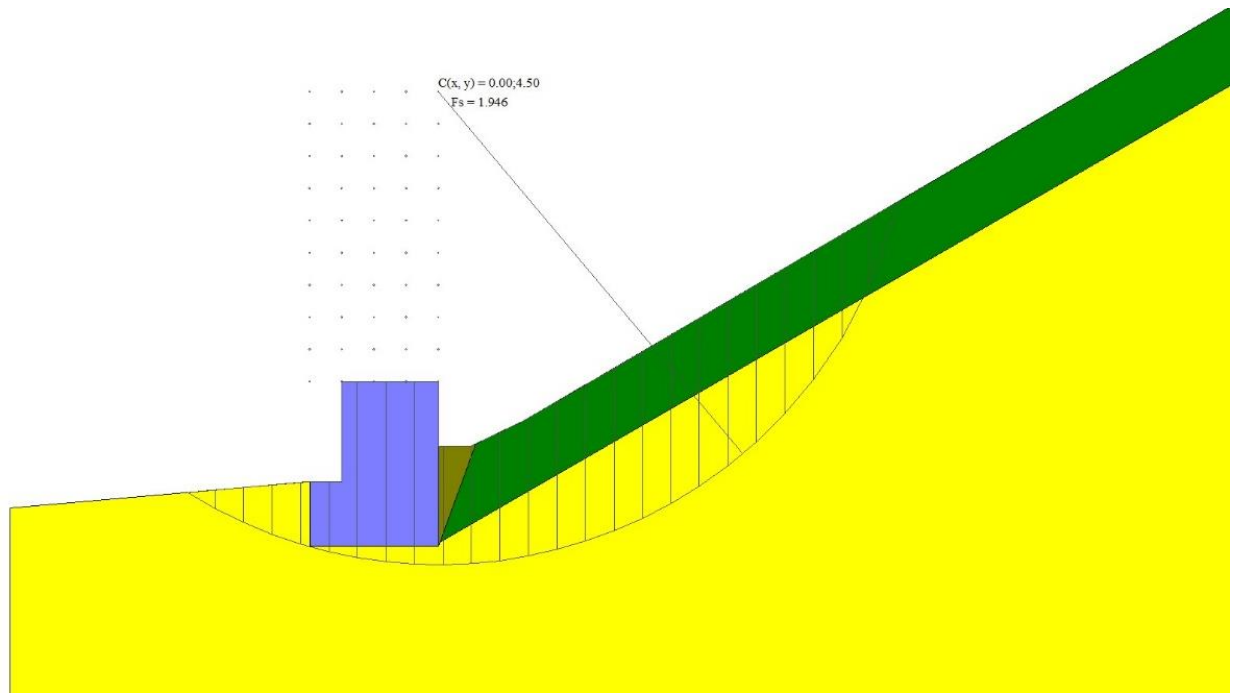 C(x, y) = 0.00;4.50
Fs = 1.946